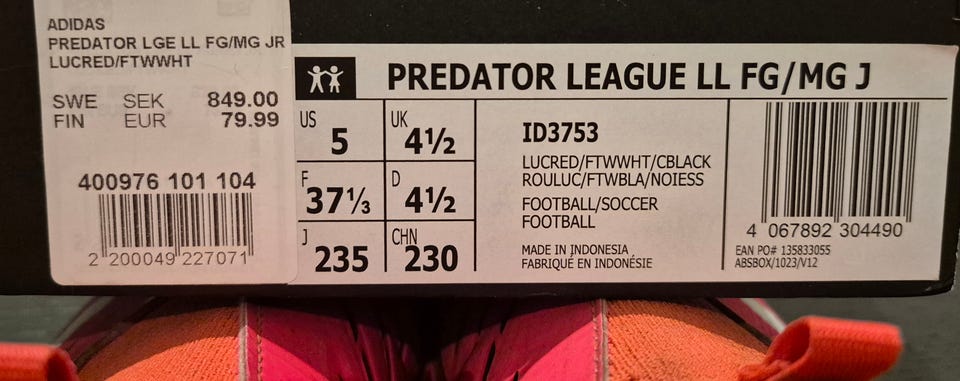 ADIDAS
PREDATOR LGE LL FG/MG JR
LUCRED/FTWWHT
SWE SEK 849.00
FIN EUR 79.99
400976 101 104
2 200049 227071
PREDATOR LEAGUE LL FG/MG J
US 5
UK 4½
F 37⅓
D 4½
J 235
CHN 230
ID3753
LUCRED/FTWWHT/CBLACK
ROULUC/FTWBLA/NOIESS
FOOTBALL/SOCCER
FOOTBALL
MADE IN INDONESIA
FABRIQUÉ EN INDONÉSIE
4 067892 304490
EAN PO# 135833055
ABSBOX/1023/V12